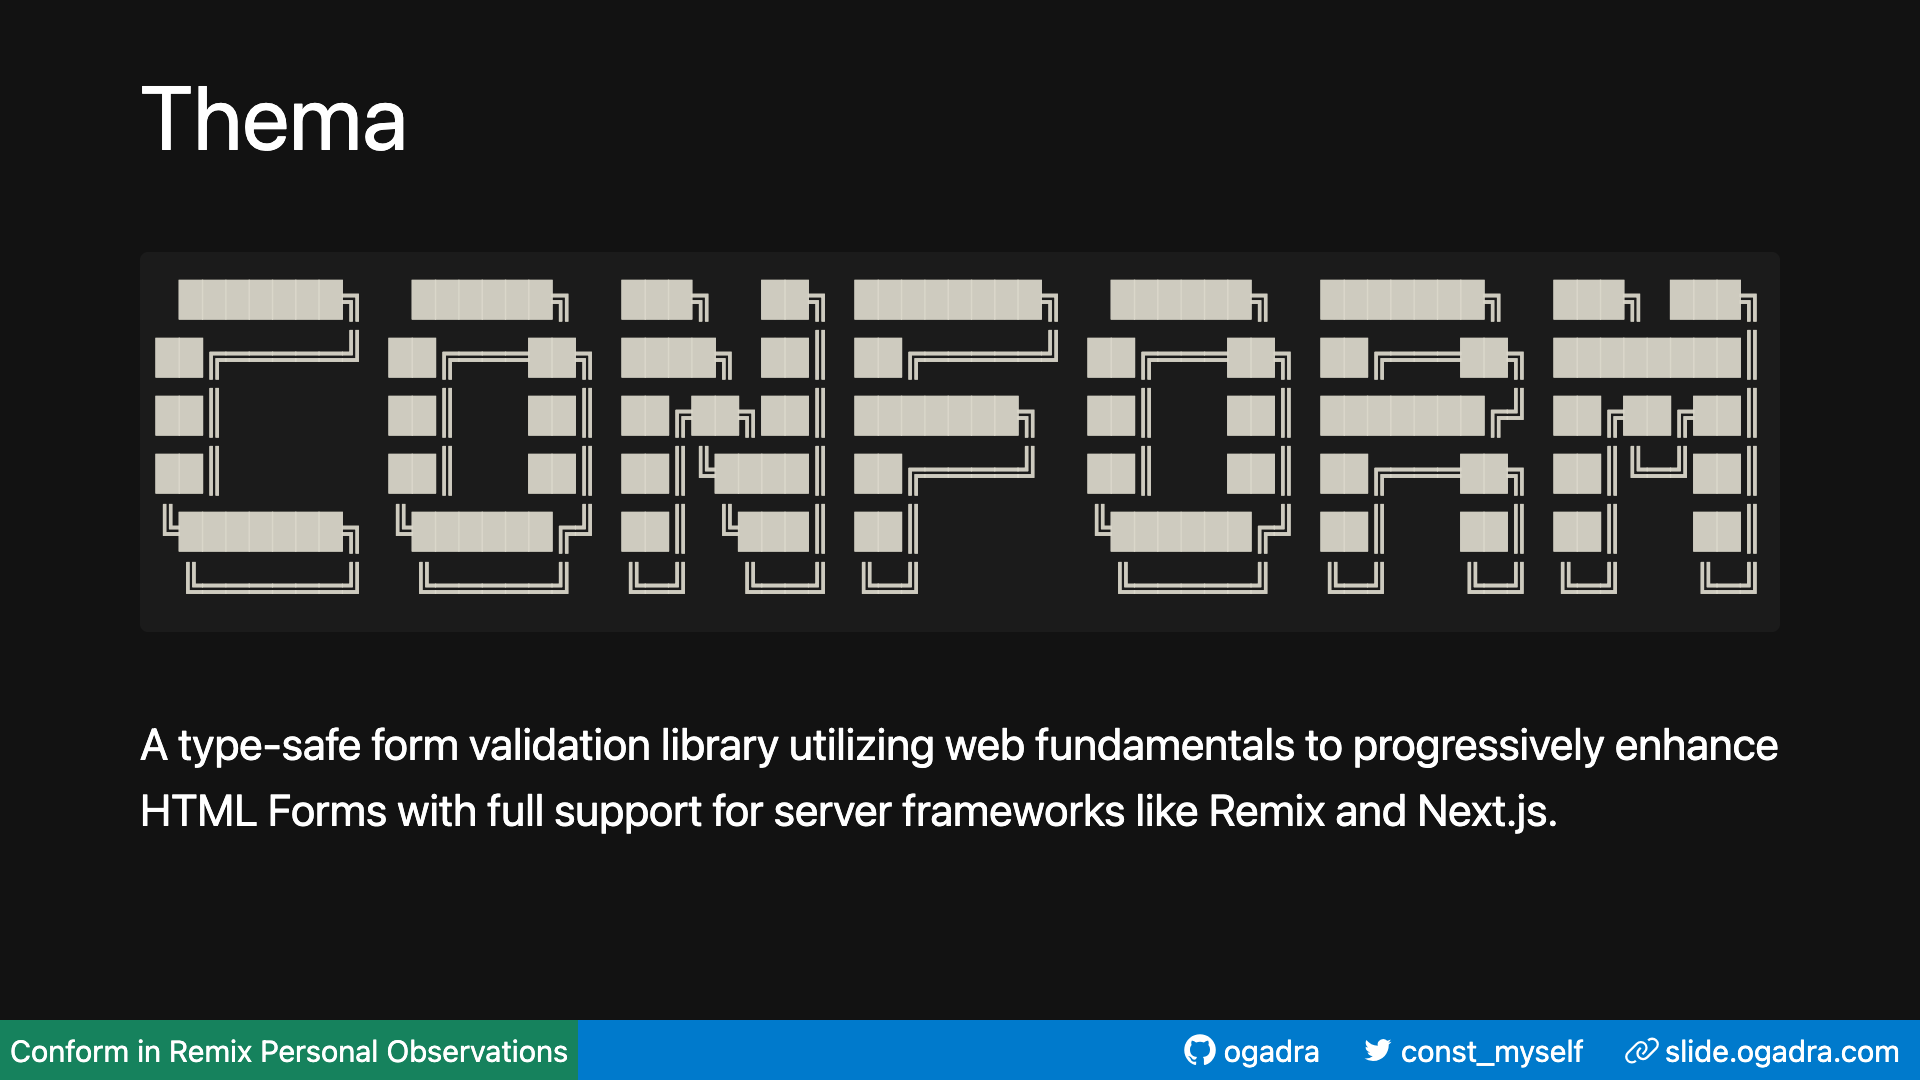 Thema
CONFORM
A type-safe form validation library utilizing web fundamentals to progressively enhance
HTML Forms with full support for server frameworks like Remix and Next.js.
Conform in Remix Personal Observations
ogadra
const_myself
slide.ogadra.com